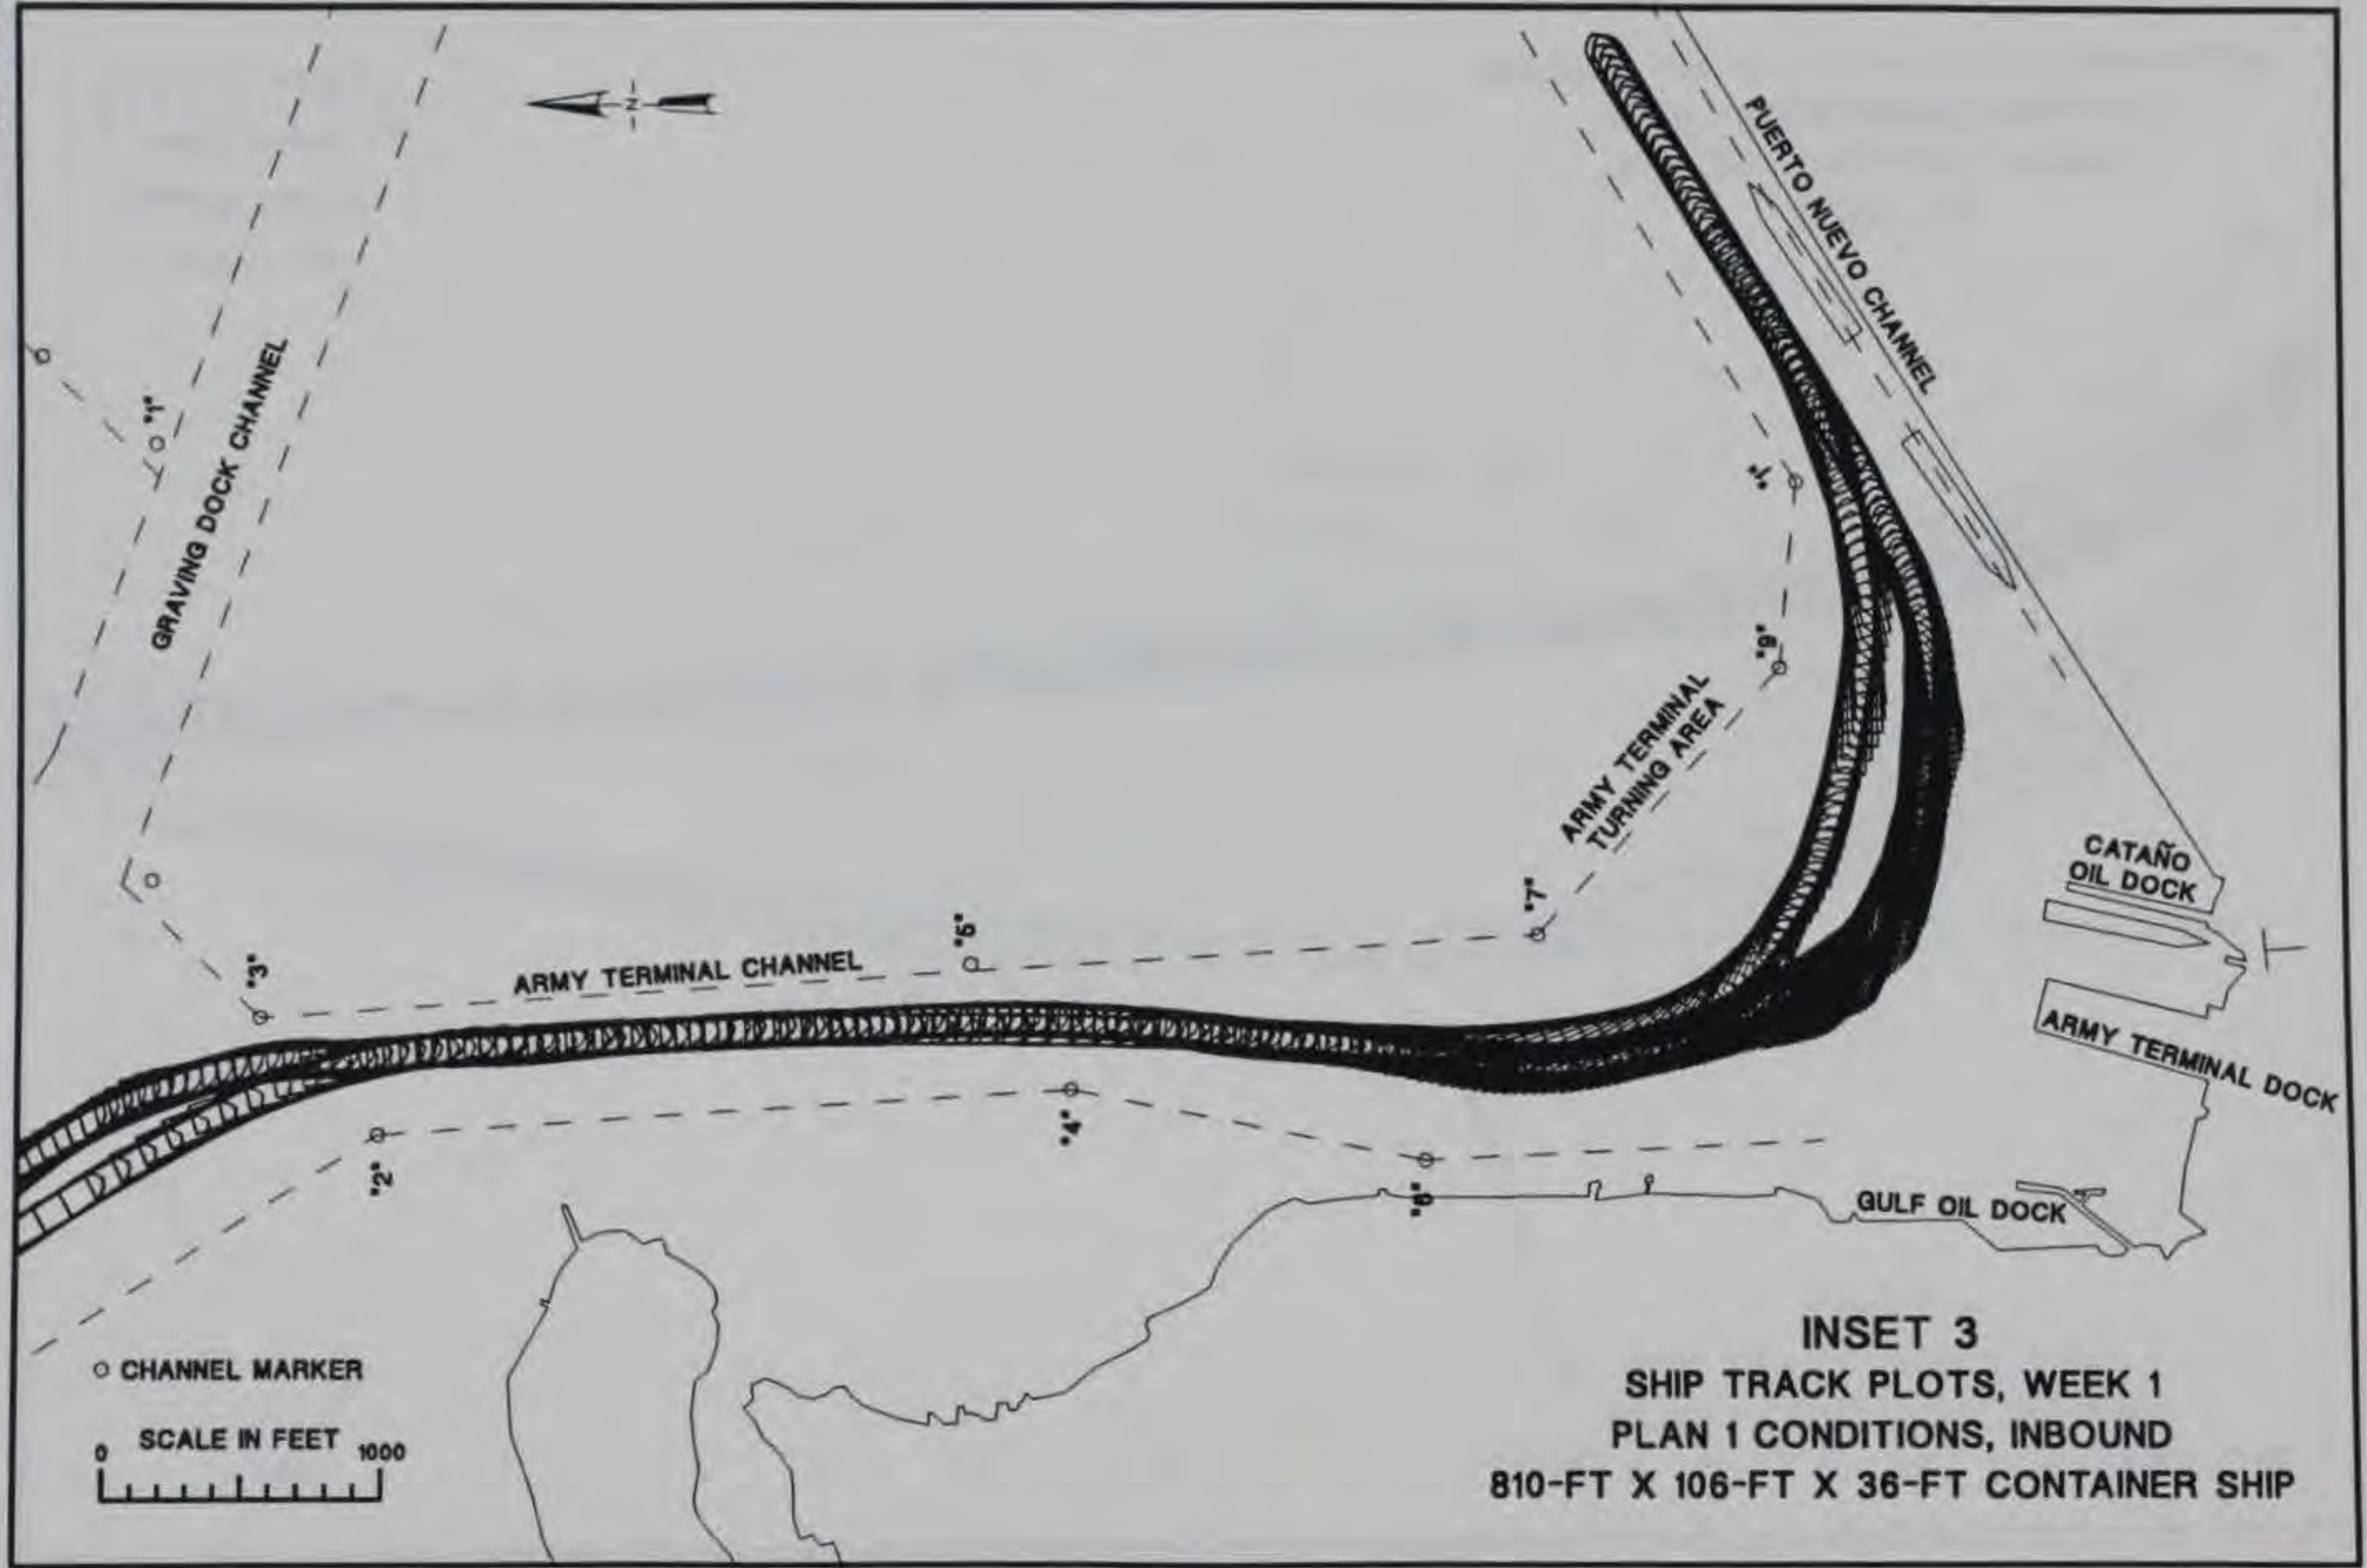 N
PUERTO NUEVO CHANNEL
"1"
GRAVING DOCK CHANNEL
"9"
ARMY TERMINAL
TURNING AREA
"7"
"5"
"3"
ARMY TERMINAL CHANNEL
CATAÑO
OIL DOCK
ARMY TERMINAL DOCK
"4"
"2"
"6"
GULF OIL DOCK
CHANNEL MARKER
SCALE IN FEET
0 1000
INSET 3
SHIP TRACK PLOTS, WEEK 1
PLAN 1 CONDITIONS, INBOUND
810-FT X 106-FT X 36-FT CONTAINER SHIP